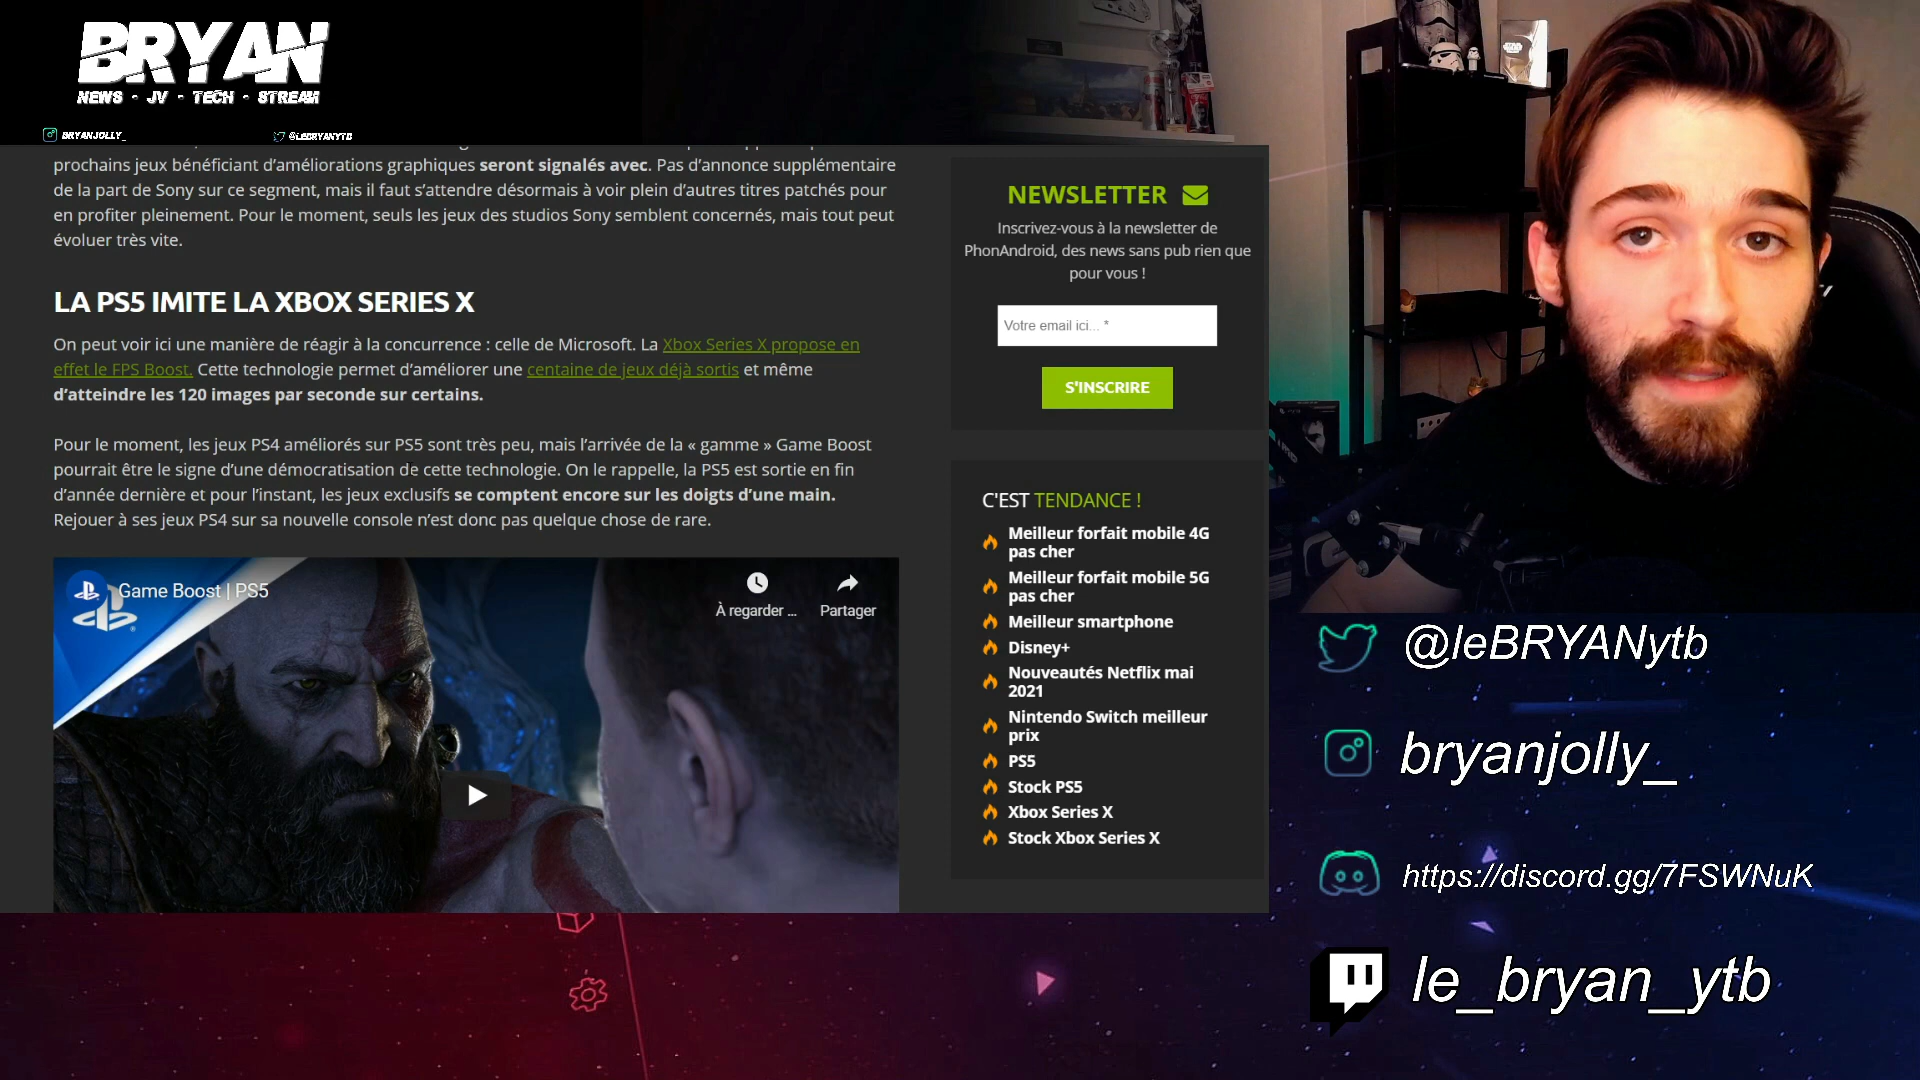 BRYAN
NEWS - JV - TECH - STREAM
BRYANJOLLY_
@LEBRYANYTB
prochains jeux bénéficiant d’améliorations graphiques seront signalés avec. Pas d’annonce supplémentaire
de la part de Sony sur ce segment, mais il faut s’attendre désormais à voir plein d’autres titres patchés pour
en profiter pleinement. Pour le moment, seuls les jeux des studios Sony semblent concernés, mais tout peut
évoluer très vite.
LA PS5 IMITE LA XBOX SERIES X
On peut voir ici une manière de réagir à la concurrence : celle de Microsoft. La Xbox Series X propose en
effet le FPS Boost. Cette technologie permet d’améliorer une centaine de jeux déjà sortis et même
d’atteindre les 120 images par seconde sur certains.
Pour le moment, les jeux PS4 améliorés sur PS5 sont très peu, mais l’arrivée de la « gamme » Game Boost
pourrait être le signe d’une démocratisation de cette technologie. On le rappelle, la PS5 est sortie en fin
d’année dernière et pour l’instant, les jeux exclusifs se comptent encore sur les doigts d’une main.
Rejouer à ses jeux PS4 sur sa nouvelle console n’est donc pas quelque chose de rare.
Game Boost | PS5
À regarder ...
Partager
NEWSLETTER
Inscrivez-vous à la newsletter de
PhonAndroid, des news sans pub rien que
pour vous !
Votre email ici... *
S'INSCRIRE
C'EST TENDANCE !
Meilleur forfait mobile 4G
pas cher
Meilleur forfait mobile 5G
pas cher
Meilleur smartphone
Disney+
Nouveautés Netflix mai
2021
Nintendo Switch meilleur
prix
PS5
Stock PS5
Xbox Series X
Stock Xbox Series X
@leBRYANytb
bryanjolly_
https://discord.gg/7FSWNuK
le_bryan_ytb